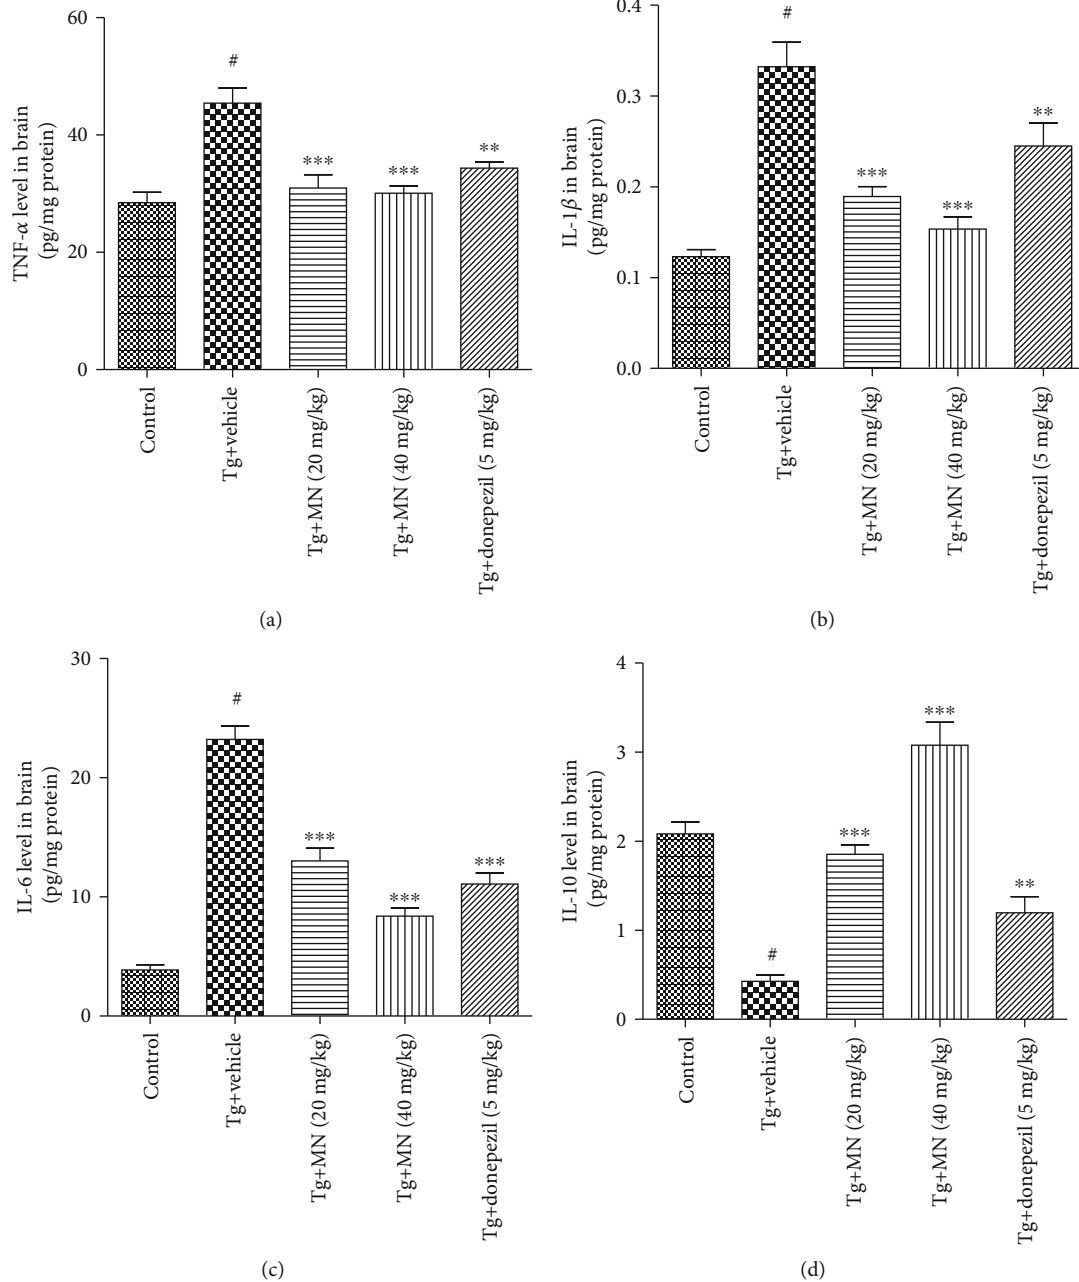 60
40
20
0
TNF-α level in brain
(pg/mg protein)
#
***
***
**
Control
Tg+vehicle
Tg+MN (20 mg/kg)
Tg+MN (40 mg/kg)
Tg+donepezil (5 mg/kg)
(a)
0.4
0.3
0.2
0.1
0.0
IL-1β in brain
(pg/mg protein)
#
***
***
**
Control
Tg+vehicle
Tg+MN (20 mg/kg)
Tg+MN (40 mg/kg)
Tg+donepezil (5 mg/kg)
(b)
30
20
10
0
IL-6 level in brain
(pg/mg protein)
#
***
***
***
Control
Tg+vehicle
Tg+MN (20 mg/kg)
Tg+MN (40 mg/kg)
Tg+donepezil (5 mg/kg)
(c)
4
3
2
1
0
IL-10 level in brain
(pg/mg protein)
#
***
***
**
Control
Tg+vehicle
Tg+MN (20 mg/kg)
Tg+MN (40 mg/kg)
Tg+donepezil (5 mg/kg)
(d)